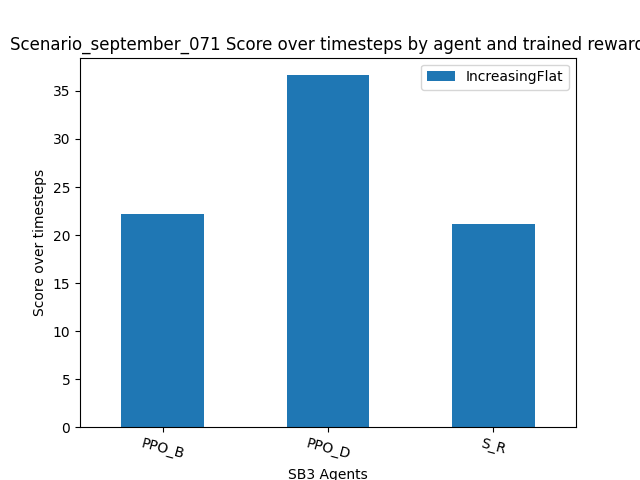 Scenario_september_071 Score over timesteps by agent and trained reward
IncreasingFlat
Score over timesteps
35
30
25
20
15
10
5
0
PPO_B
PPO_D
S_R
SB3 Agents